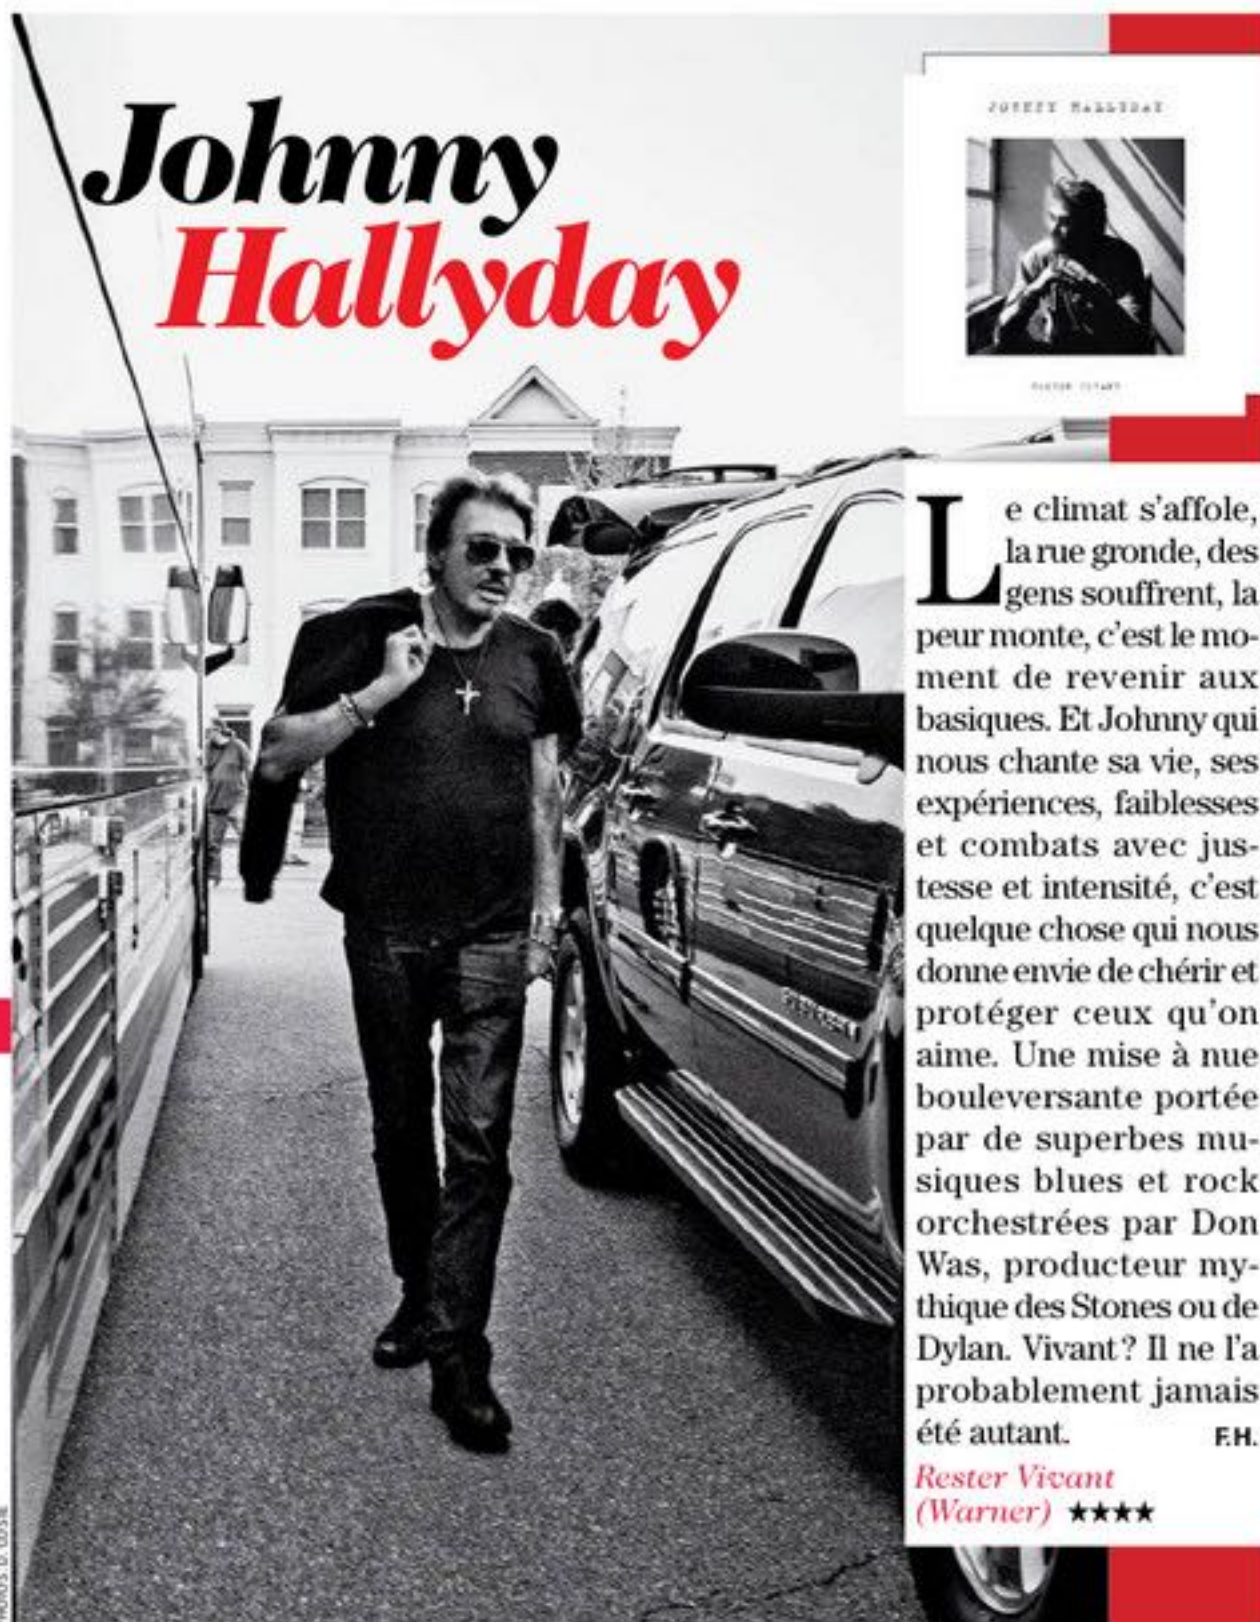 Johnny
Hallyday
JOHNNY HALLYDAY
RESTER VIVANT
Le climat s'affole,
la rue gronde, des
gens souffrent, la
peur monte, c'est le mo-
ment de revenir aux
basiques. Et Johnny qui
nous chante sa vie, ses
expériences, faiblesses
et combats avec jus-
tesse et intensité, c'est
quelque chose qui nous
donne envie de chérir et
protéger ceux qu'on
aime. Une mise à nue
bouleversante portée
par de superbes mu-
siques blues et rock
orchestrées par Don
Was, producteur my-
thique des Stones ou de
Dylan. Vivant ? Il ne l'a
probablement jamais
été autant. F.H.
Rester Vivant
(Warner) ★★★★